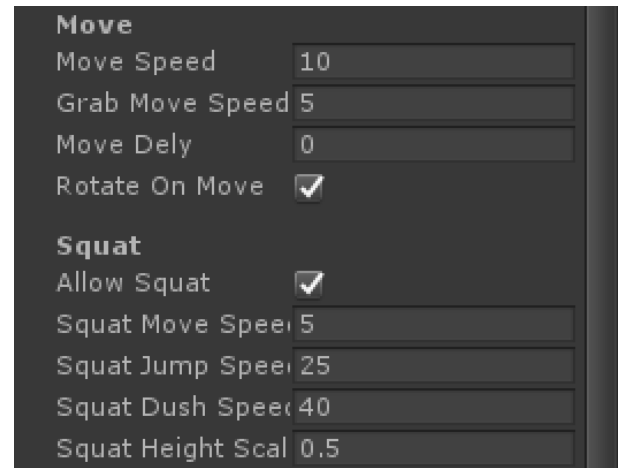 Move
Move Speed 10
Grab Move Speed 5
Move Dely 0
Rotate On Move
Squat
Allow Squat
Squat Move Spee 5
Squat Jump Spee 25
Squat Dush Speed 40
Squat Height Scal 0.5